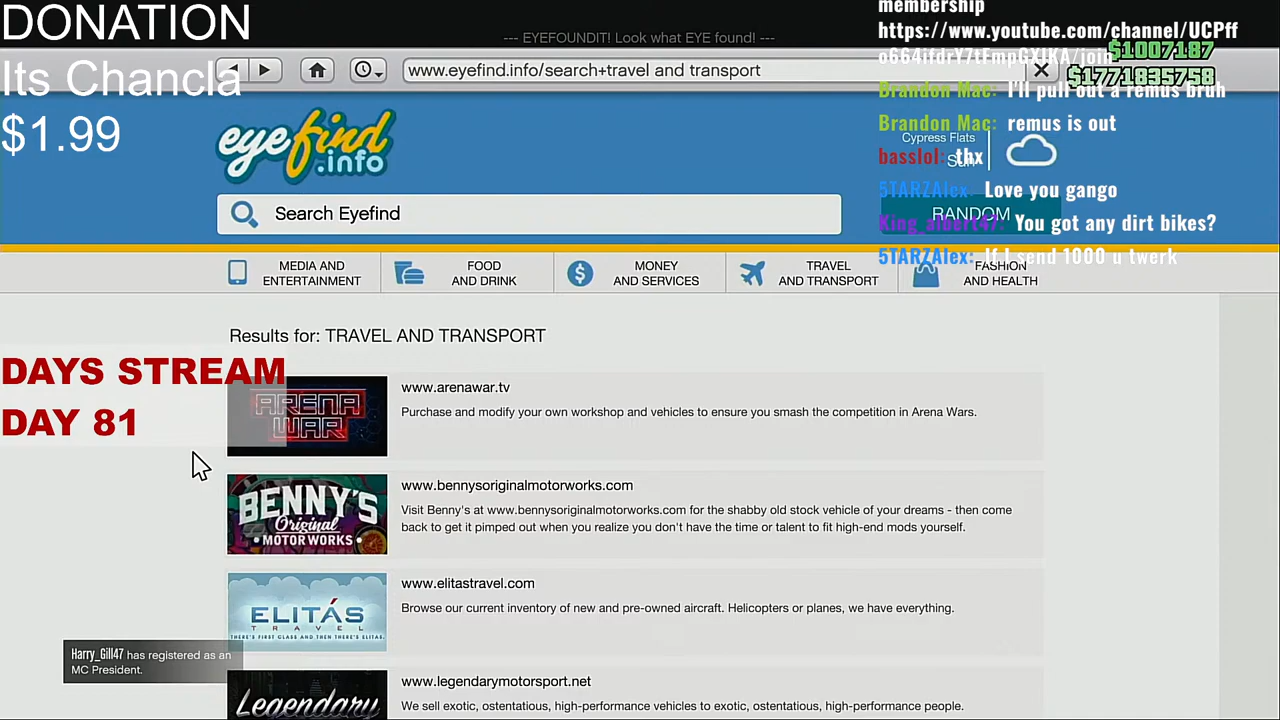 DONATION
Its Chancla
$1.99
--- EYEFOUNDIT! Look what EYE found! ---
www.eyefind.info/search+travel and transport
membership
https://www.youtube.com/channel/UCPff
$1007187
$1771835758
Brandon Mac: I'll pull out a remus bruh
Brandon Mac: remus is out
basslol: thx
5TARZAlex: Love you gango
King_albert47: You got any dirt bikes?
5TARZAlex: If I send 1000 u twerk
eyefind
.info
Cypress Flats
Search Eyefind
RANDOM
MEDIA AND
ENTERTAINMENT
FOOD
AND DRINK
MONEY
AND SERVICES
TRAVEL
AND TRANSPORT
FASHION
AND HEALTH
Results for: TRAVEL AND TRANSPORT
DAYS STREAM
DAY 81
ARENA
WAR
www.arenawar.tv
Purchase and modify your own workshop and vehicles to ensure you smash the competition in Arena Wars.
BENNY'S
Original
MOTOR WORKS
www.bennysoriginalmotorworks.com
Visit Benny's at www.bennysoriginalmotorworks.com for the shabby old stock vehicle of your dreams - then come
back to get it pimped out when you realize you don't have the time or talent to fit high-end mods yourself.
ELITÁS
TRAVEL
THERE'S FIRST CLASS AND THEN THERE'S ELITAS.
www.elitastravel.com
Browse our current inventory of new and pre-owned aircraft. Helicopters or planes, we have everything.
Harry_Gill47 has registered as an
MC President.
Legendary
www.legendarymotorsport.net
We sell exotic, ostentatious, high-performance vehicles to exotic, ostentatious, high-performance people.